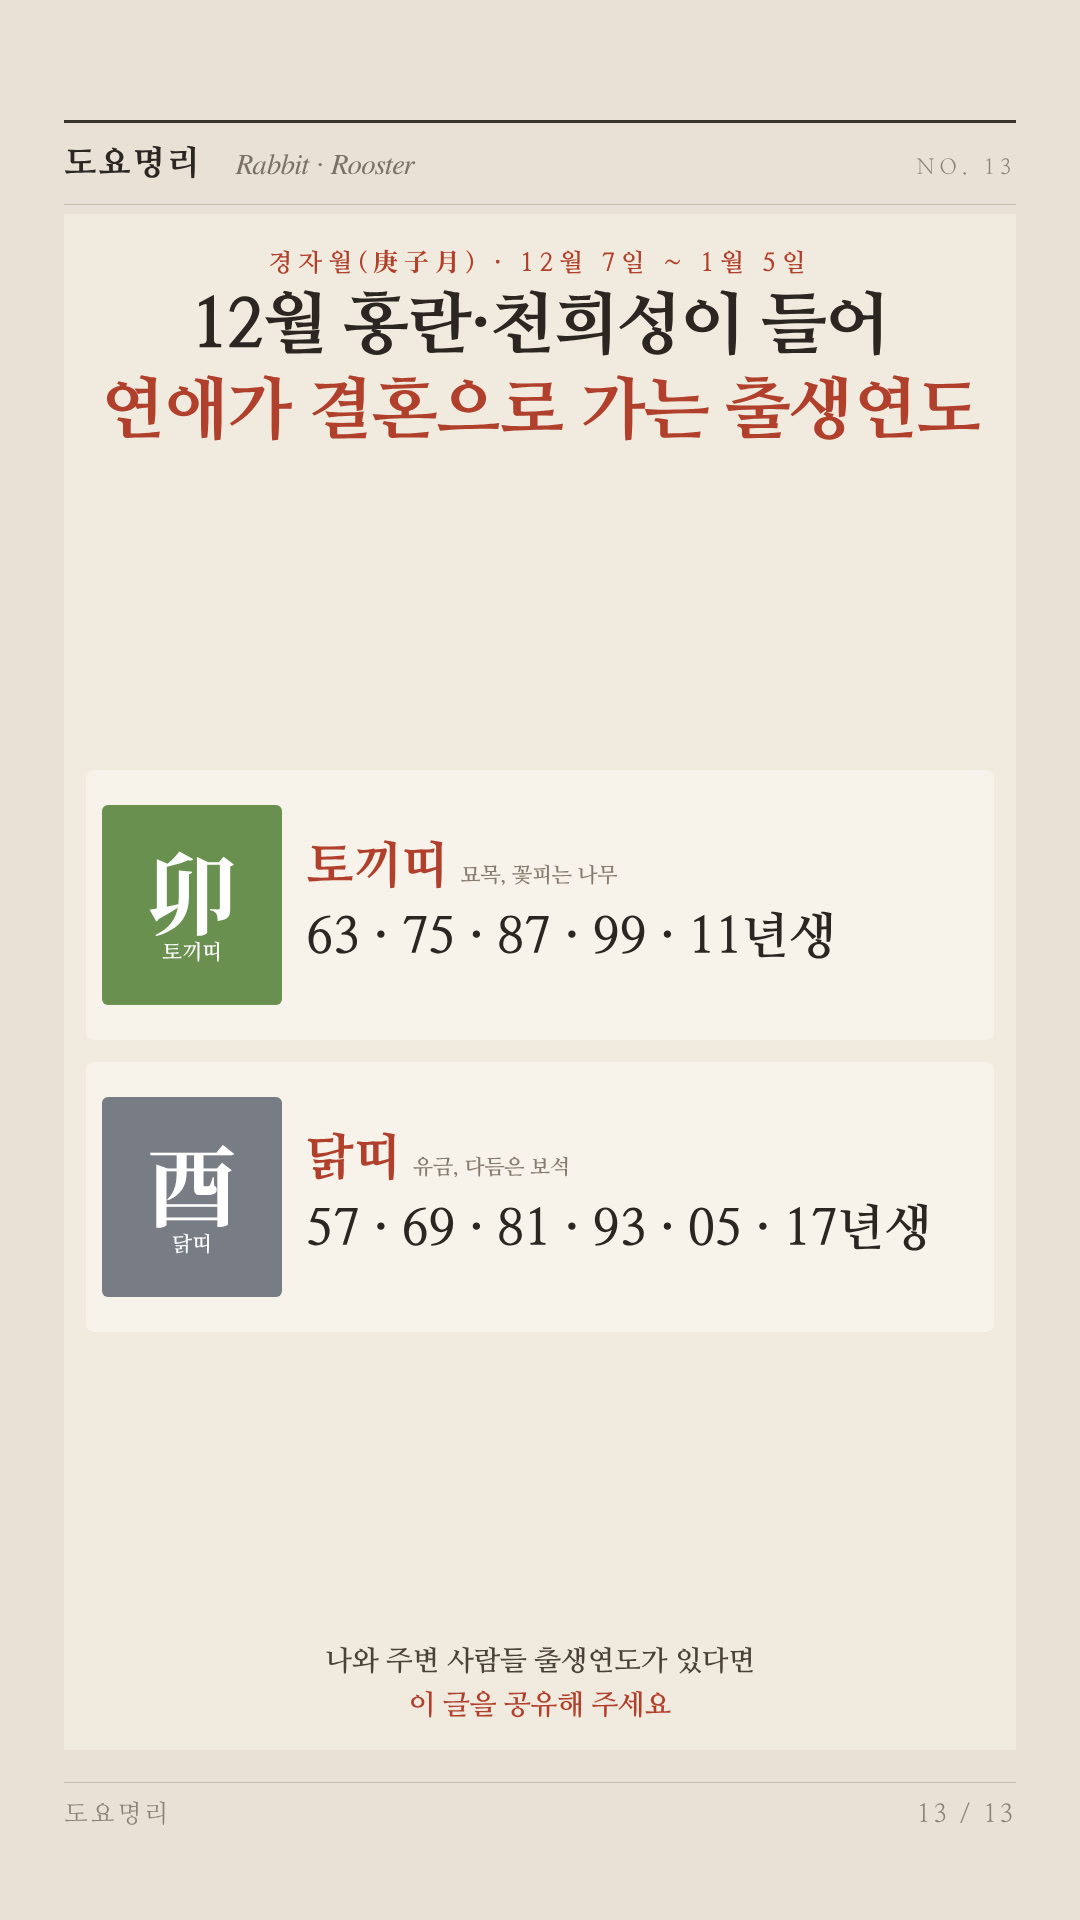 도요명리 Rabbit · Rooster NO. 13
경자월(庚子月) · 12월 7일 ~ 1월 5일
12월 홍란·천희성이 들어
연애가 결혼으로 가는 출생연도
卯
토끼띠
토끼띠 묘목, 꽃피는 나무
63 · 75 · 87 · 99 · 11년생
酉
닭띠
닭띠 유금, 다듬은 보석
57 · 69 · 81 · 93 · 05 · 17년생
나와 주변 사람들 출생연도가 있다면
이 글을 공유해 주세요
도요명리 13 / 13